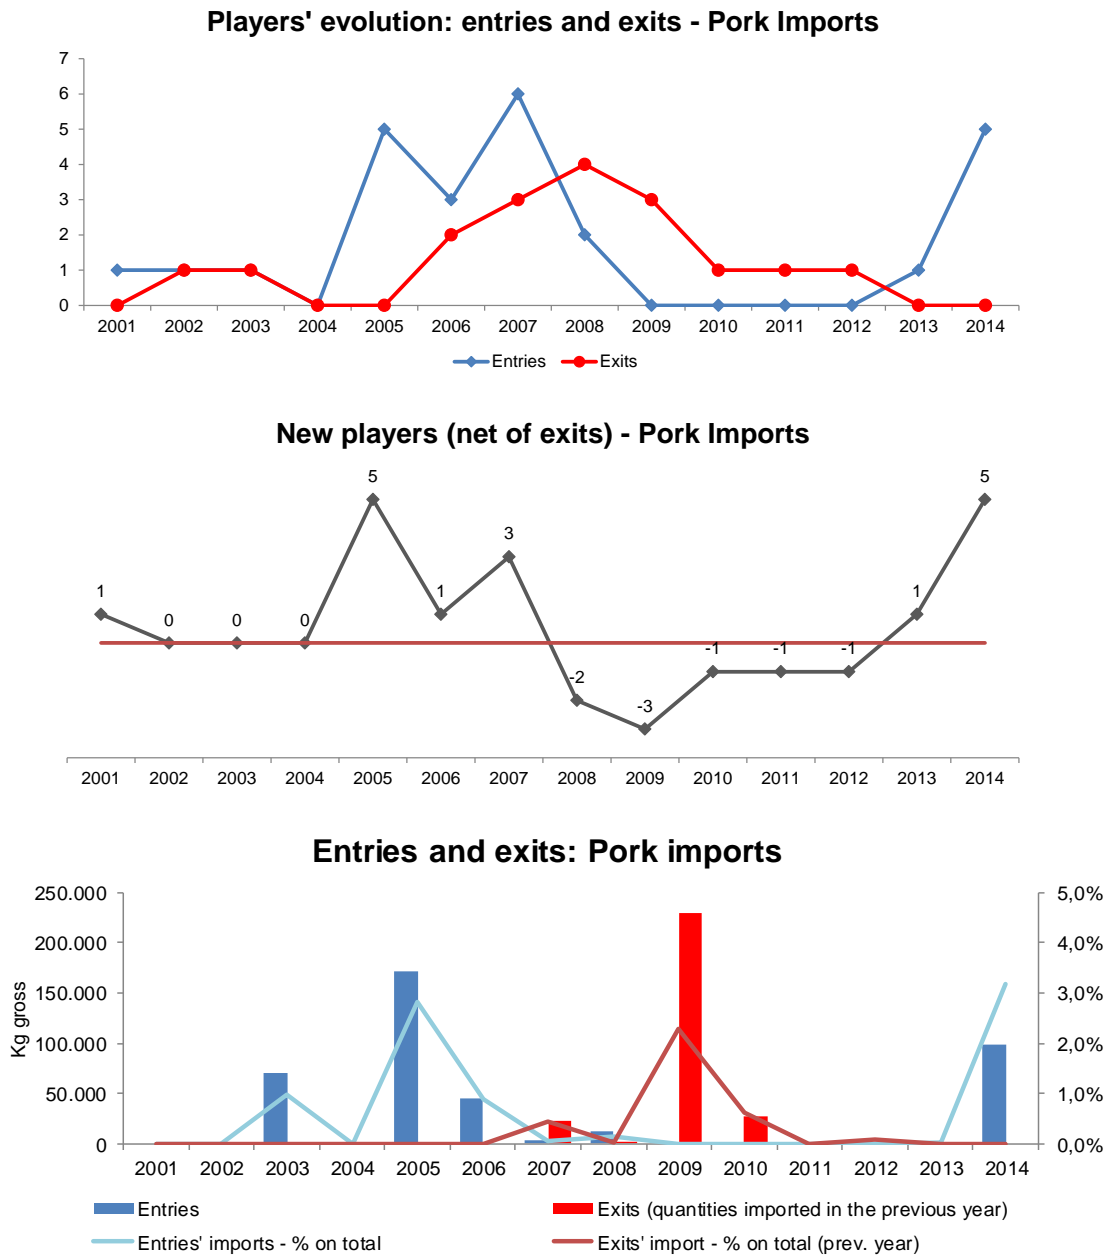 Players' evolution: entries and exits - Pork Imports
7
6
5
4
3
2
1
0
2001 2002 2003 2004 2005 2006 2007 2008 2009 2010 2011 2012 2013 2014
Entries Exits
New players (net of exits) - Pork Imports
1 0 0 0 5 1 3 -2 -3 -1 -1 -1 1 5
2001 2002 2003 2004 2005 2006 2007 2008 2009 2010 2011 2012 2013 2014
Entries and exits: Pork imports
Kg gross
250.000 5,0%
200.000 4,0%
150.000 3,0%
100.000 2,0%
50.000 1,0%
0 0,0%
2001 2002 2003 2004 2005 2006 2007 2008 2009 2010 2011 2012 2013 2014
Entries Exits (quantities imported in the previous year)
Entries' imports - % on total Exits' import - % on total (prev. year)